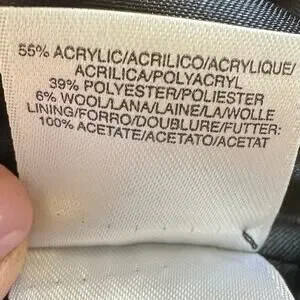 55% ACRYLIC/ACRILICO/ACRYLIQUE/
ACRILICA/POLYACRYL
39% POLYESTER/POLIESTER
6% WOOL/LANA/LAINE/LA/WOLLE
LINING/FORRO/DOUBLURE/FUTTER:
100% ACETATE/ACETATO/ACETAT